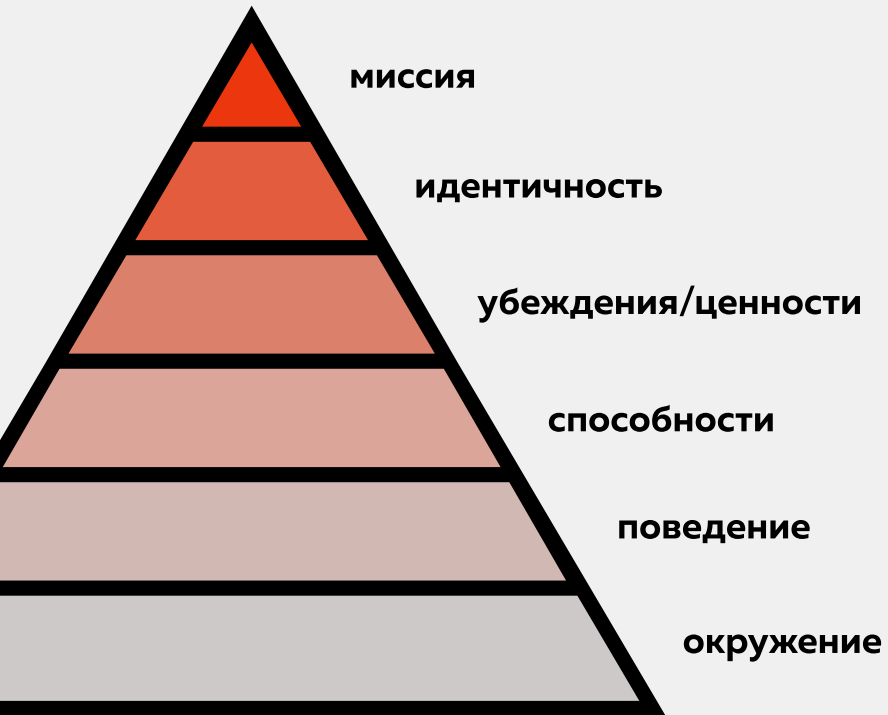 миссия
идентичность
убеждения/ценности
способности
поведение
окружение